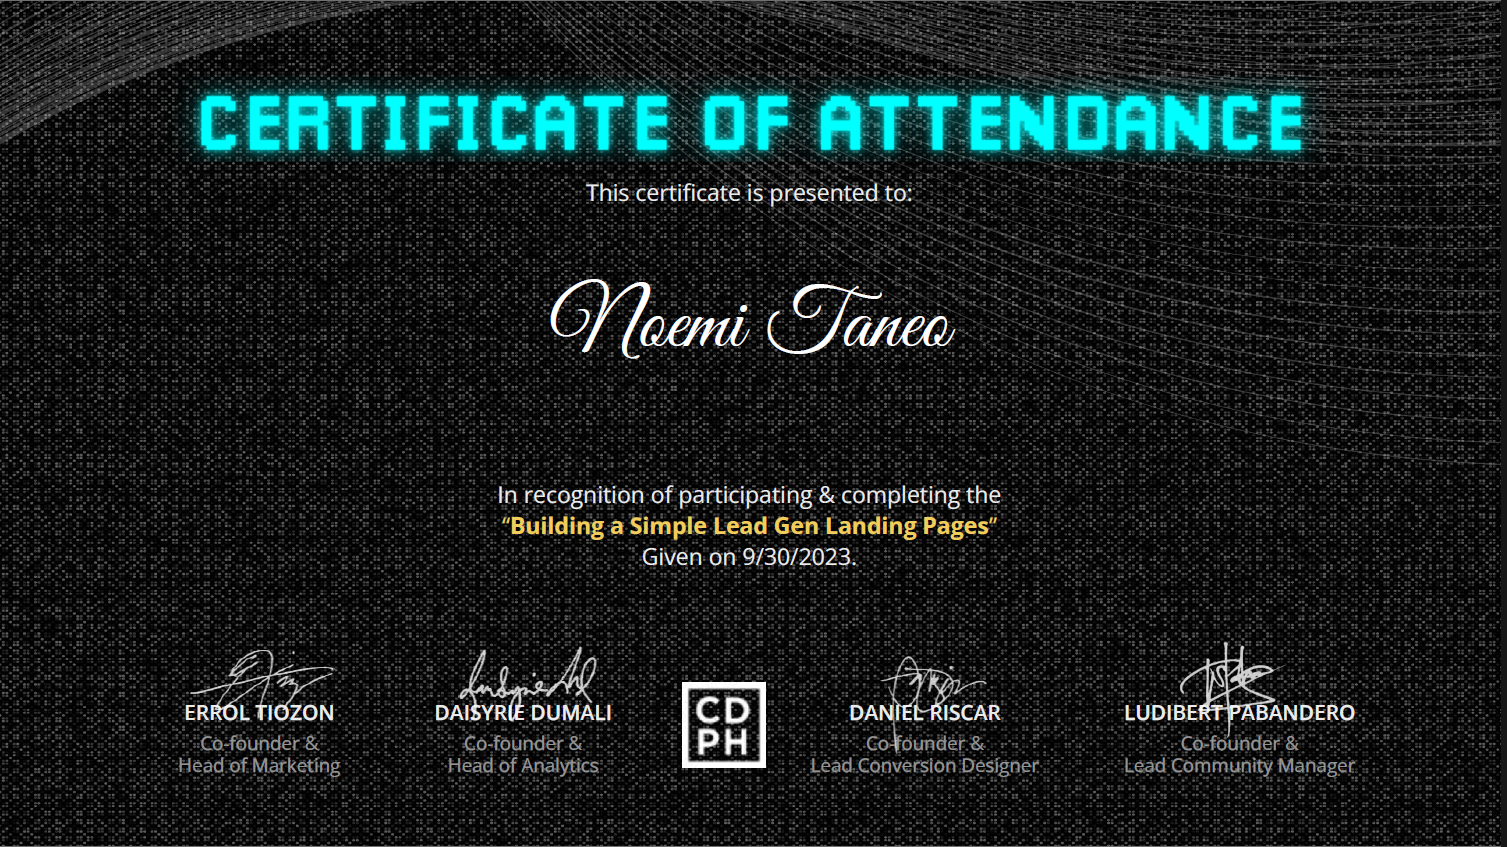 CERTIFICATE OF ATTENDANCE
This certificate is presented to:
Noemi Taneo
In recognition of participating & completing the
“Building a Simple Lead Gen Landing Pages”
Given on 9/30/2023.
ERROL TIOZON
Co-founder &
Head of Marketing
DAISYRIE DUMALI
Co-founder &
Head of Analytics
CD
PH
DANIEL RISCAR
Co-founder &
Lead Conversion Designer
LUDIBERT PABANDERO
Co-founder &
Lead Community Manager